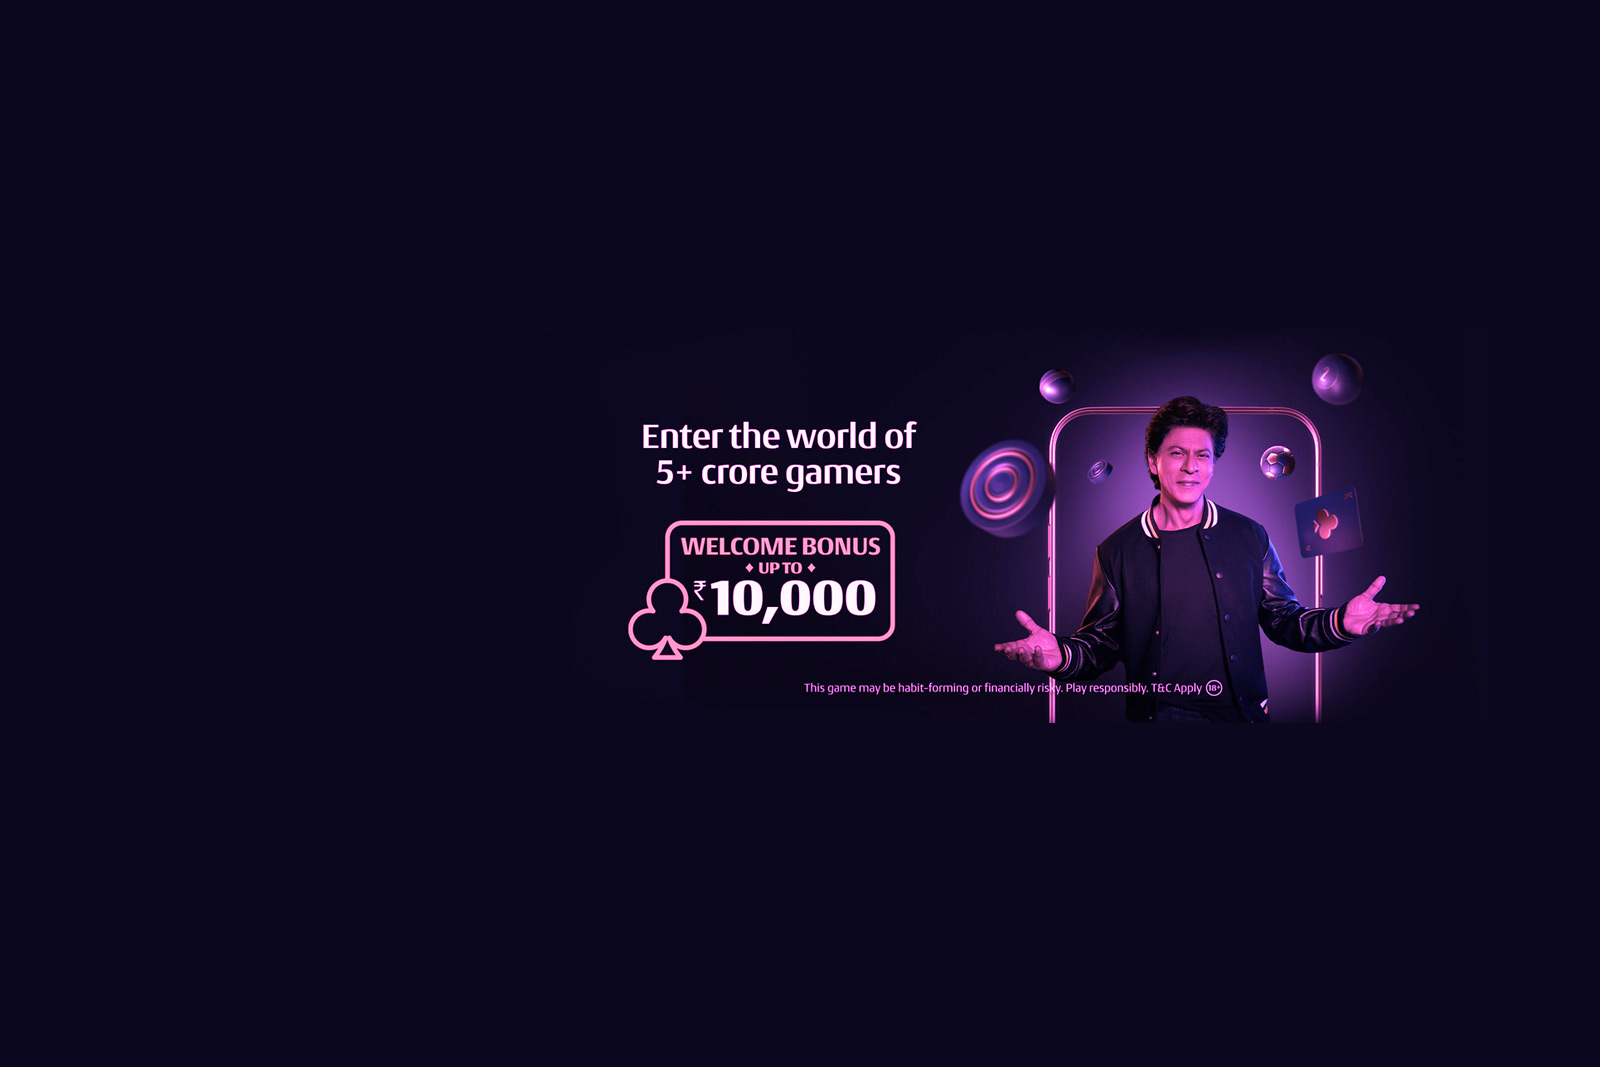 Enter the world of
5+ crore gamers
WELCOME BONUS
♦ UP TO ♦
₹10,000
This game may be habit-forming or financially risky. Play responsibly. T&C Apply 18+